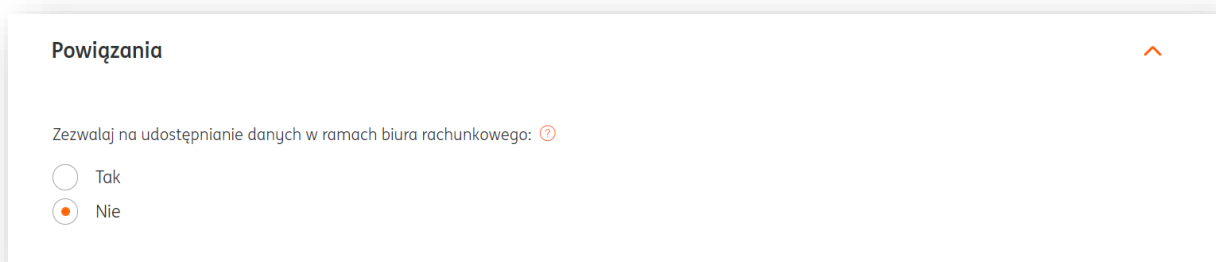 Powiązania
Zezwalaj na udostępnianie danych w ramach biura rachunkowego: ?
Tak
Nie